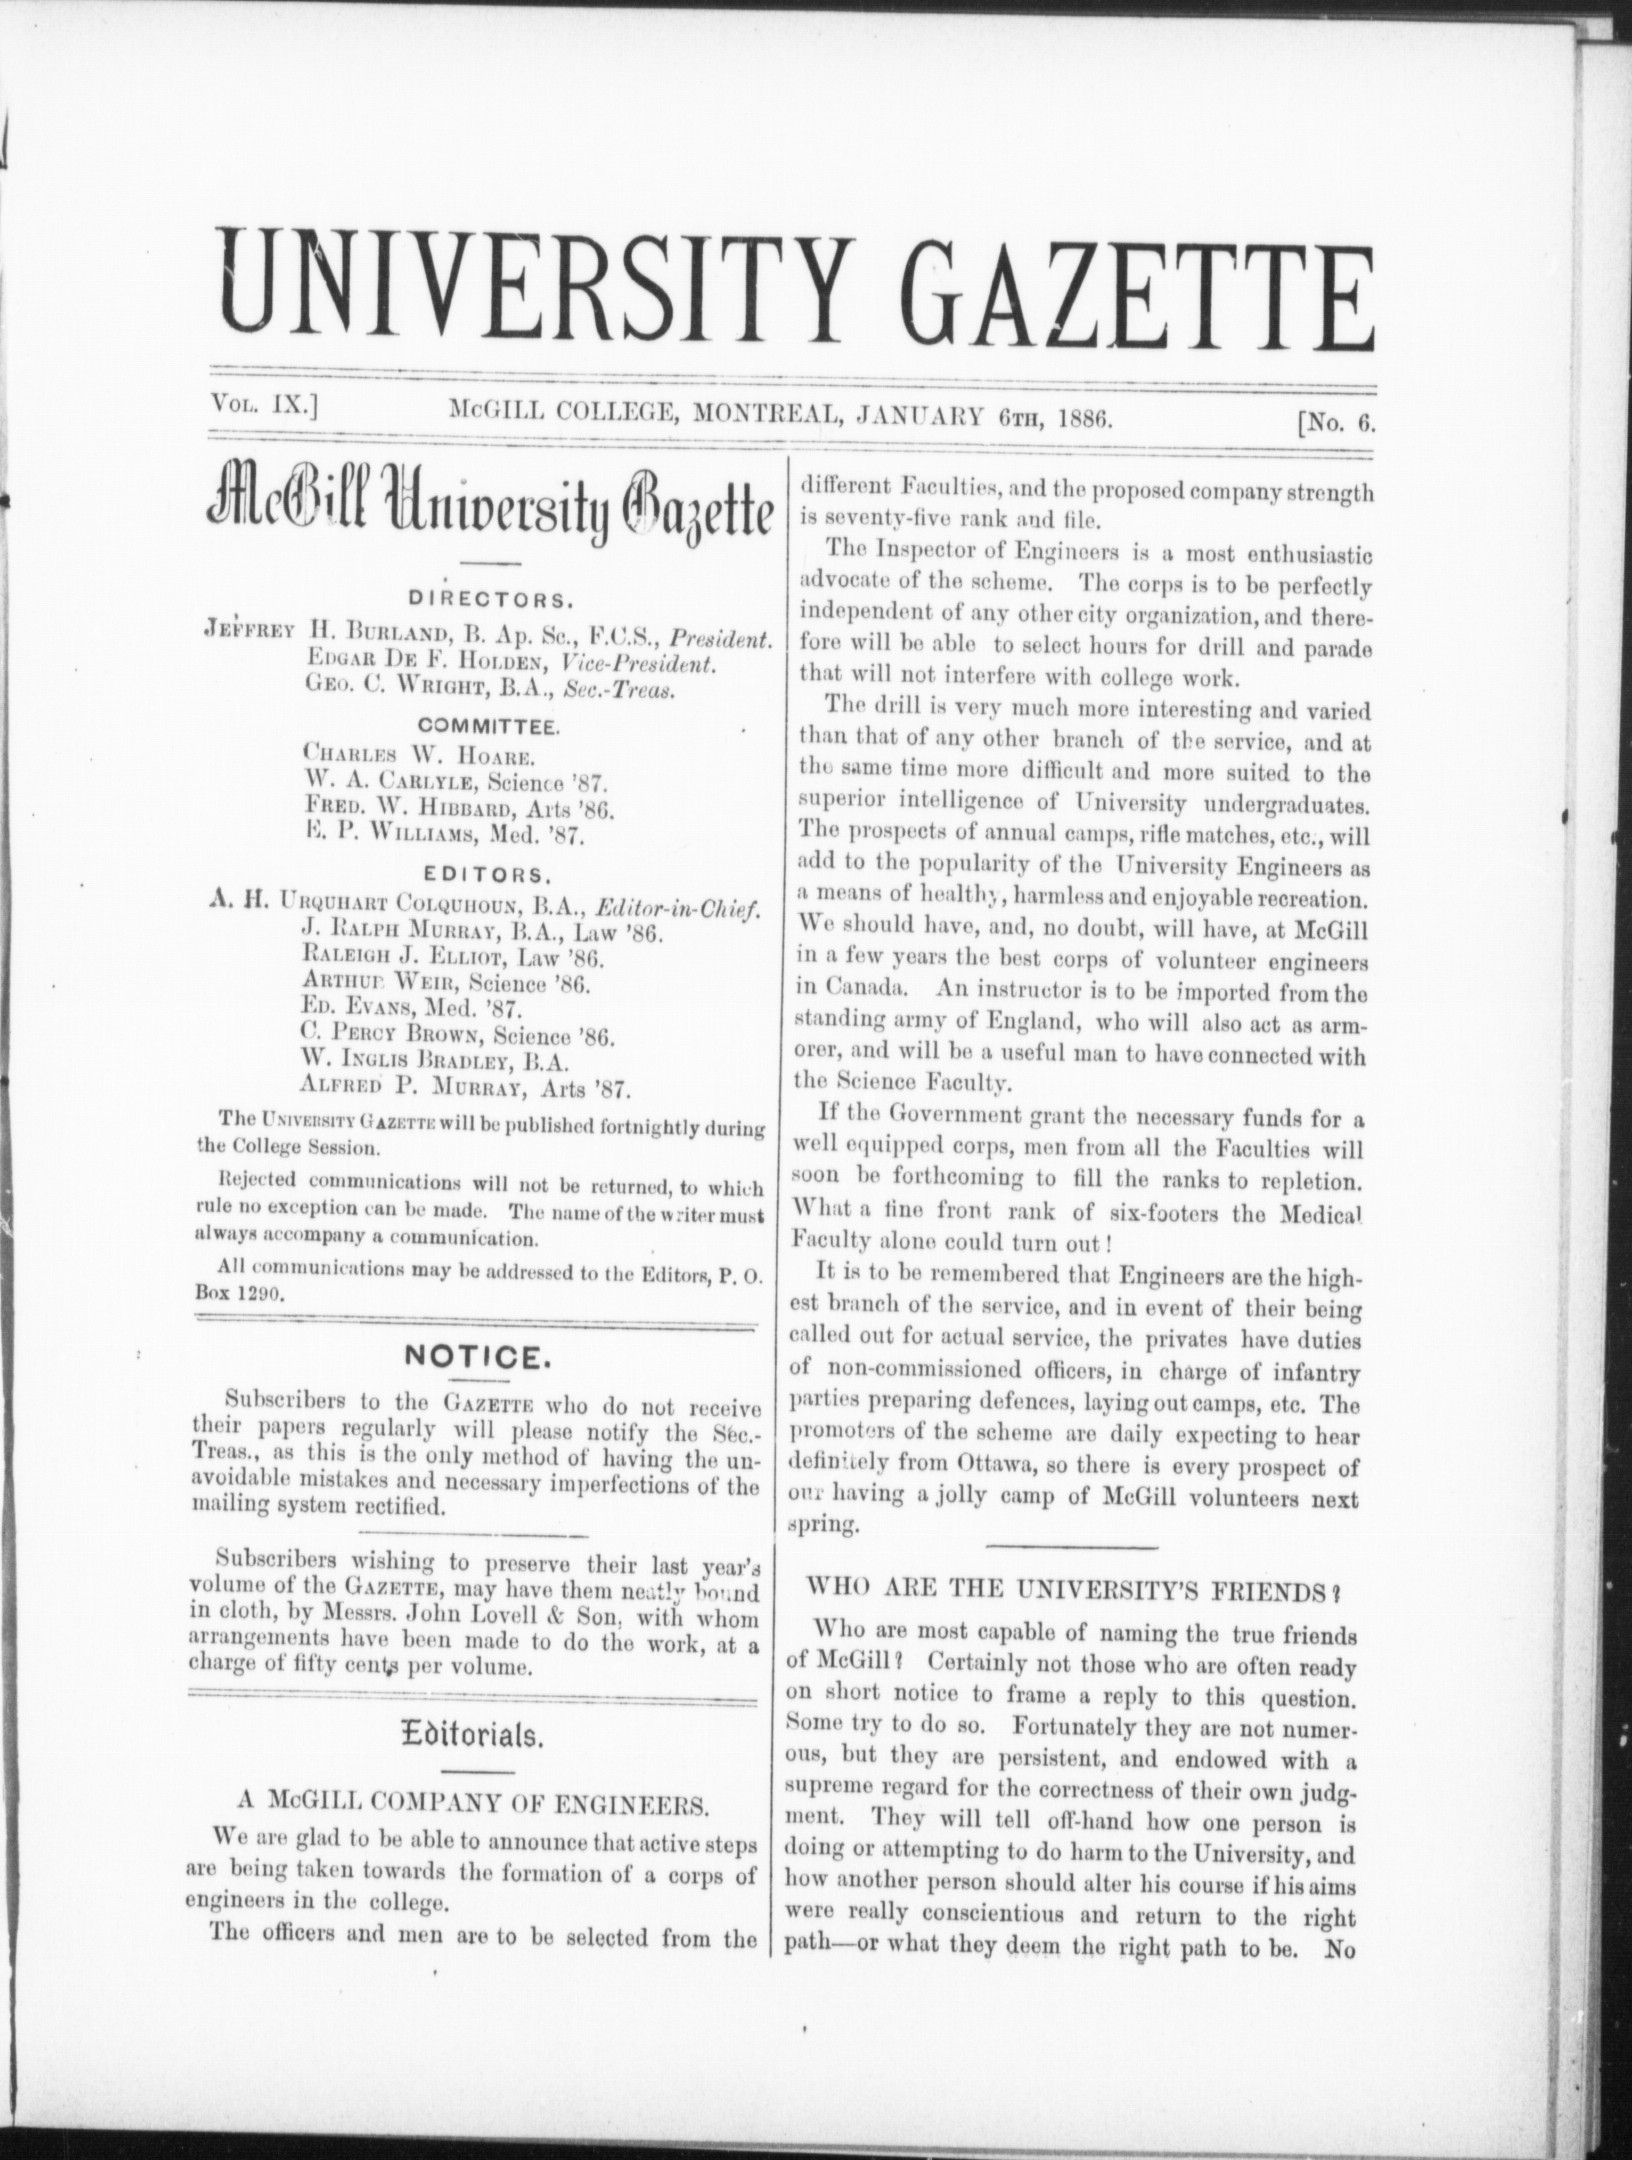 UNIVERSITY GAZETTE
VOL. IX.] McGILL COLLEGE, MONTREAL, JANUARY 6TH, 1886. [No. 6.
McGill University Gazette
DIRECTORS.
JEFFREY H. BURLAND, B. Ap. Sc., F.C.S., President.
EDGAR DE F. HOLDEN, Vice-President.
GEO. C. WRIGHT, B.A., Sec.-Treas.
COMMITTEE.
CHARLES W. HOARE.
W. A. CARLYLE, Science '87.
FRED. W. HIBBARD, Arts '86.
E. P. WILLIAMS, Med. '87.
EDITORS.
A. H. URQUHART COLQUHOUN, B.A., Editor-in-Chief.
J. RALPH MURRAY, B.A., Law '86.
RALEIGH J. ELLIOT, Law '86.
ARTHUR WEIR, Science '86.
ED. EVANS, Med. '87.
C. PERCY BROWN, Science '86.
W. INGLIS BRADLEY, B.A.
ALFRED P. MURRAY, Arts '87.
The UNIVERSITY GAZETTE will be published fortnightly during
the College Session.
Rejected communications will not be returned, to which
rule no exception can be made. The name of the writer must
always accompany a communication.
All communications may be addressed to the Editors, P. O.
Box 1290.
NOTICE.
Subscribers to the GAZETTE who do not receive
their papers regularly will please notify the Sec.-
Treas., as this is the only method of having the un-
avoidable mistakes and necessary imperfections of the
mailing system rectified.
Subscribers wishing to preserve their last year's
volume of the GAZETTE, may have them neatly bound
in cloth, by Messrs. John Lovell & Son, with whom
arrangements have been made to do the work, at a
charge of fifty cents per volume.
Editorials.
A McGILL COMPANY OF ENGINEERS.
We are glad to be able to announce that active steps
are being taken towards the formation of a corps of
engineers in the college.
The officers and men are to be selected from the
different Faculties, and the proposed company strength
is seventy-five rank and file.
The Inspector of Engineers is a most enthusiastic
advocate of the scheme. The corps is to be perfectly
independent of any other city organization, and there-
fore will be able to select hours for drill and parade
that will not interfere with college work.
The drill is very much more interesting and varied
than that of any other branch of the service, and at
the same time more difficult and more suited to the
superior intelligence of University undergraduates.
The prospects of annual camps, rifle matches, etc., will
add to the popularity of the University Engineers as
a means of healthy, harmless and enjoyable recreation.
We should have, and, no doubt, will have, at McGill
in a few years the best corps of volunteer engineers
in Canada. An instructor is to be imported from the
standing army of England, who will also act as arm-
orer, and will be a useful man to have connected with
the Science Faculty.
If the Government grant the necessary funds for a
well equipped corps, men from all the Faculties will
soon be forthcoming to fill the ranks to repletion.
What a fine front rank of six-footers the Medical
Faculty alone could turn out!
It is to be remembered that Engineers are the high-
est branch of the service, and in event of their being
called out for actual service, the privates have duties
of non-commissioned officers, in charge of infantry
parties preparing defences, laying out camps, etc. The
promoters of the scheme are daily expecting to hear
definitely from Ottawa, so there is every prospect of
our having a jolly camp of McGill volunteers next
spring.
WHO ARE THE UNIVERSITY'S FRIENDS?
Who are most capable of naming the true friends
of McGill? Certainly not those who are often ready
on short notice to frame a reply to this question.
Some try to do so. Fortunately they are not numer-
ous, but they are persistent, and endowed with a
supreme regard for the correctness of their own judg-
ment. They will tell off-hand how one person is
doing or attempting to do harm to the University, and
how another person should alter his course if his aims
were really conscientious and return to the right
path—or what they deem the right path to be. No